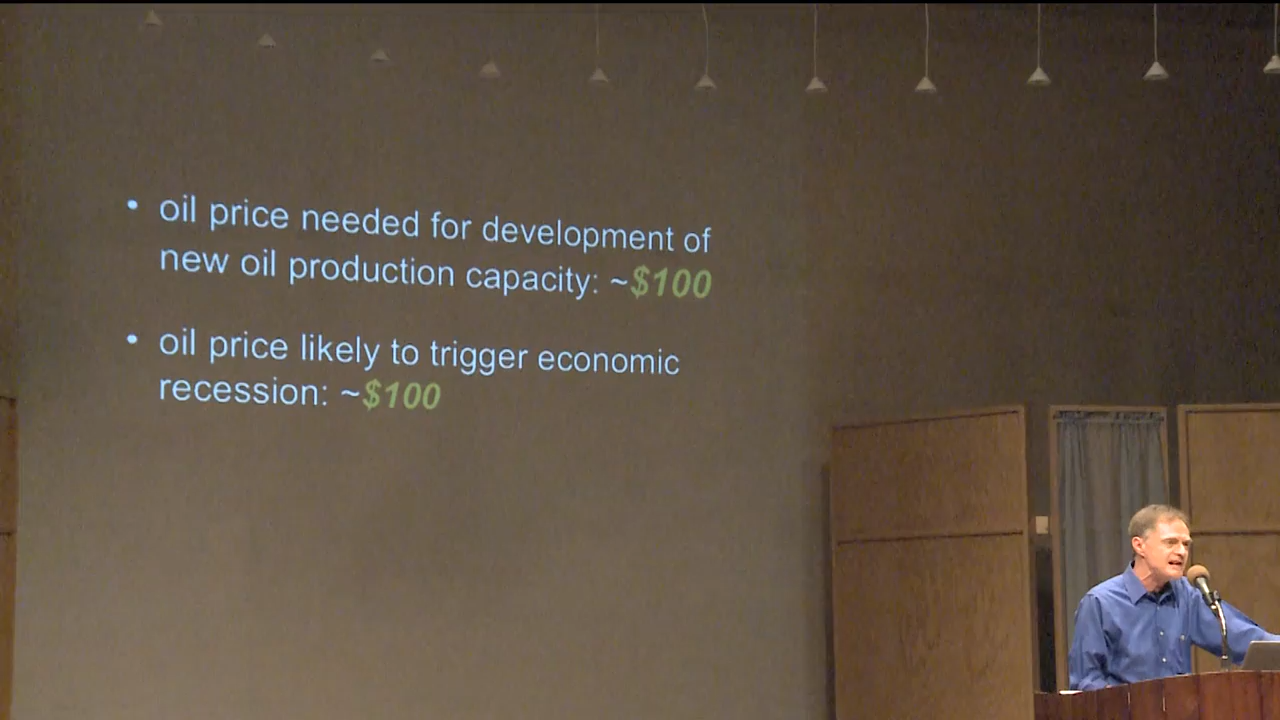 • oil price needed for development of
new oil production capacity: ~$100
• oil price likely to trigger economic
recession: ~$100